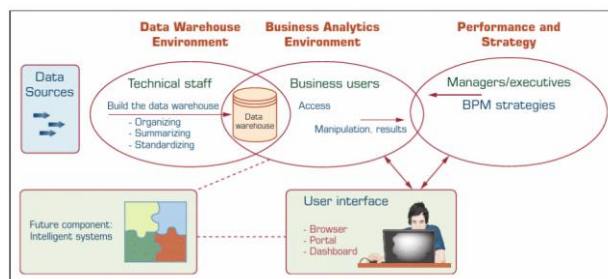 Data Warehouse
Environment
Business Analytics
Environment
Performance and
Strategy
Data
Sources
Technical staff
Build the data warehouse
- Organizing
- Summarizing
- Standardizing
Data
warehouse
Business users
Access
Manipulation, results
Managers/executives
BPM strategies
Future component:
Intelligent systems
User interface
- Browser
- Portal
- Dashboard